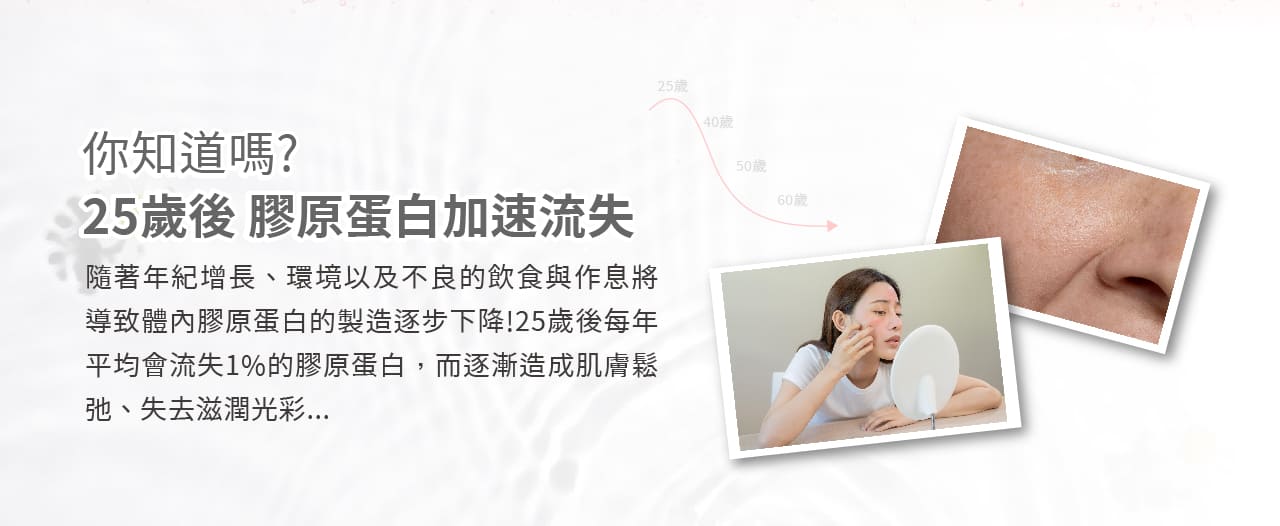 你知道嗎?
25歲後 膠原蛋白加速流失
隨著年紀增長、環境以及不良的飲食與作息將
導致體內膠原蛋白的製造逐步下降!25歲後每年
平均會流失1%的膠原蛋白，而逐漸造成肌膚鬆
弛、失去滋潤光彩...
25歲
40歲
50歲
60歲